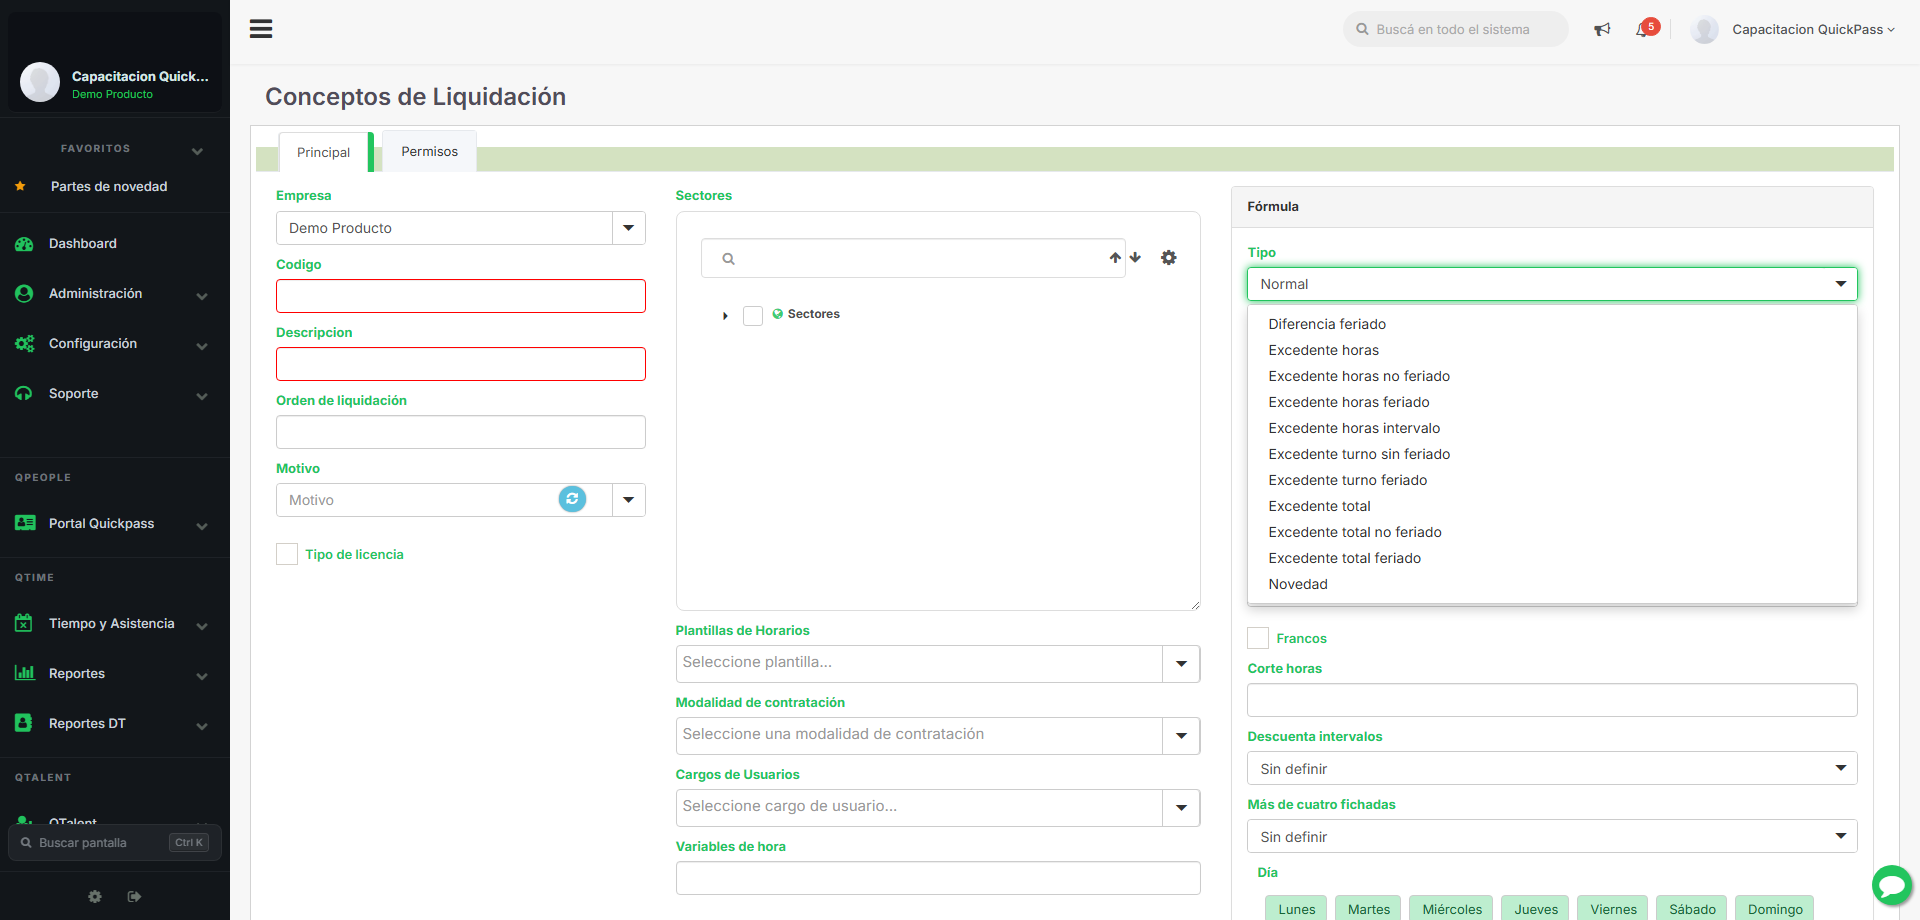 Capacitacion Quick...
Demo Producto
FAVORITOS
Partes de novedad
Dashboard
Administración
Configuración
Soporte
QPEOPLE
Portal Quickpass
QTIME
Tiempo y Asistencia
Reportes
Reportes DT
QTALENT
QTalent
Buscar pantalla
Ctrl K
Buscá en todo el sistema
5
Capacitacion QuickPass
Conceptos de Liquidación
Principal
Permisos
Empresa
Demo Producto
Codigo
Descripcion
Orden de liquidación
Motivo
Motivo
Tipo de licencia
Sectores
Sectores
Plantillas de Horarios
Seleccione plantilla...
Modalidad de contratación
Seleccione una modalidad de contratación
Cargos de Usuarios
Seleccione cargo de usuario...
Variables de hora
Fórmula
Tipo
Normal
Diferencia feriado
Excedente horas
Excedente horas no feriado
Excedente horas feriado
Excedente horas intervalo
Excedente turno sin feriado
Excedente turno feriado
Excedente total
Excedente total no feriado
Excedente total feriado
Novedad
Francos
Corte horas
Descuenta intervalos
Sin definir
Más de cuatro fichadas
Sin definir
Día
Lunes Martes Miércoles Jueves Viernes Sábado Domingo